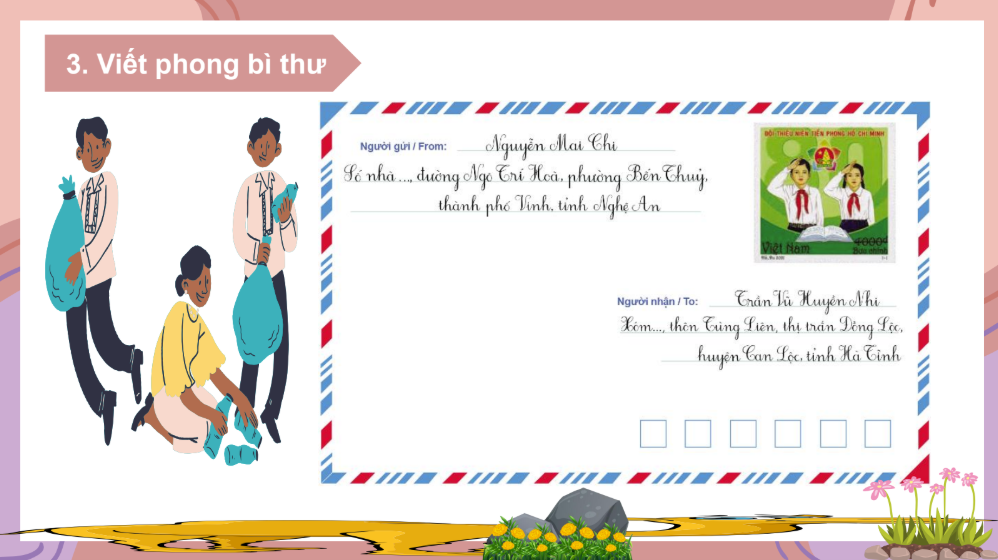 3. Viết phong bì thư
Người gửi / From: Nguyễn Mai Chi
Số nhà ..., đường Ngô Trí Hoà, phường Bến Thuỷ,
thành phố Vinh, tỉnh Nghệ An
ĐỘI THIẾU NIÊN TIỀN PHONG HỒ CHÍ MINH
Việt Nam 4000đ
Bưu chính
Người nhận / To: Trần Vũ Huyền Nhi
Xóm..., thôn Tùng Liên, thị trấn Đồng Lộc,
huyện Can Lộc, tỉnh Hà Tĩnh